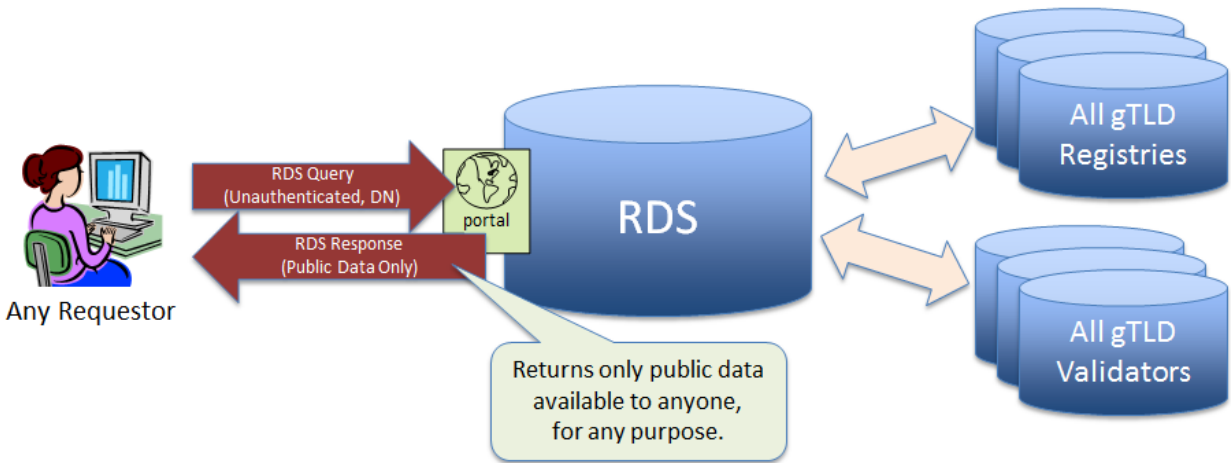 RDS Query
(Unauthenticated, DN)
portal
RDS Response
(Public Data Only)
Any Requestor
RDS
All gTLD
Registries
All gTLD
Validators
Returns only public data
available to anyone,
for any purpose.